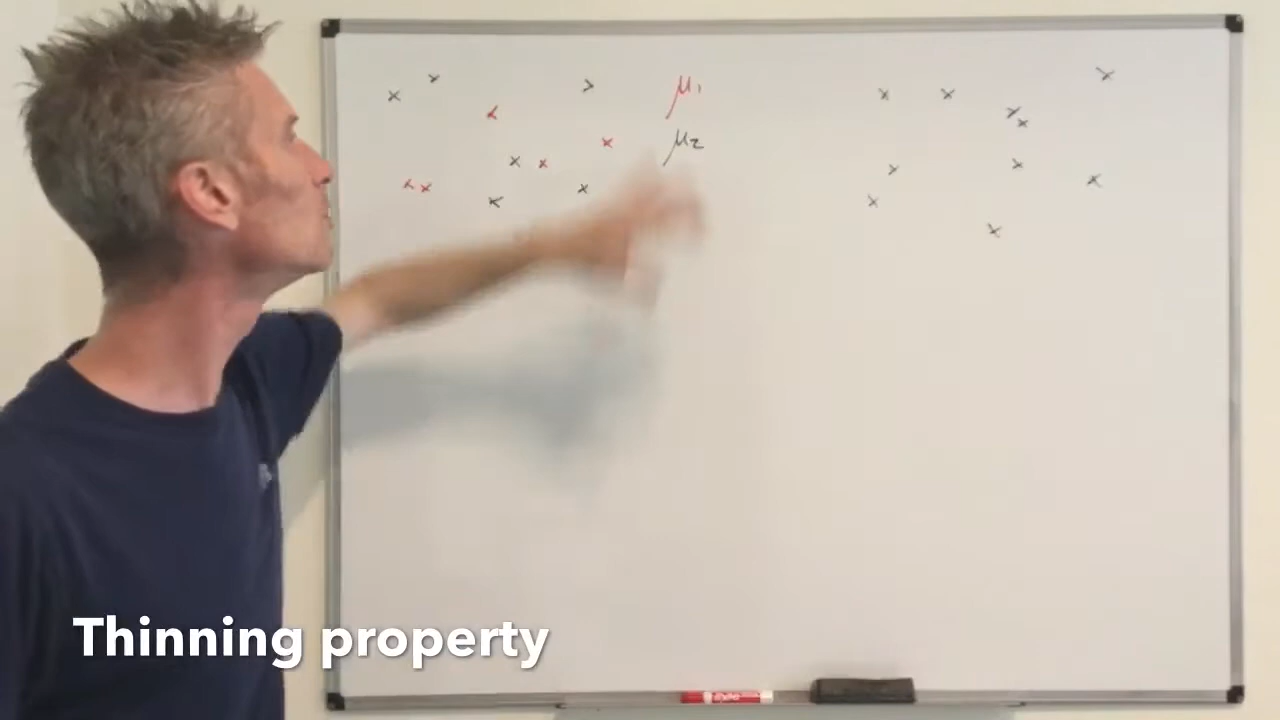 μ₁
μ₂
Thinning property